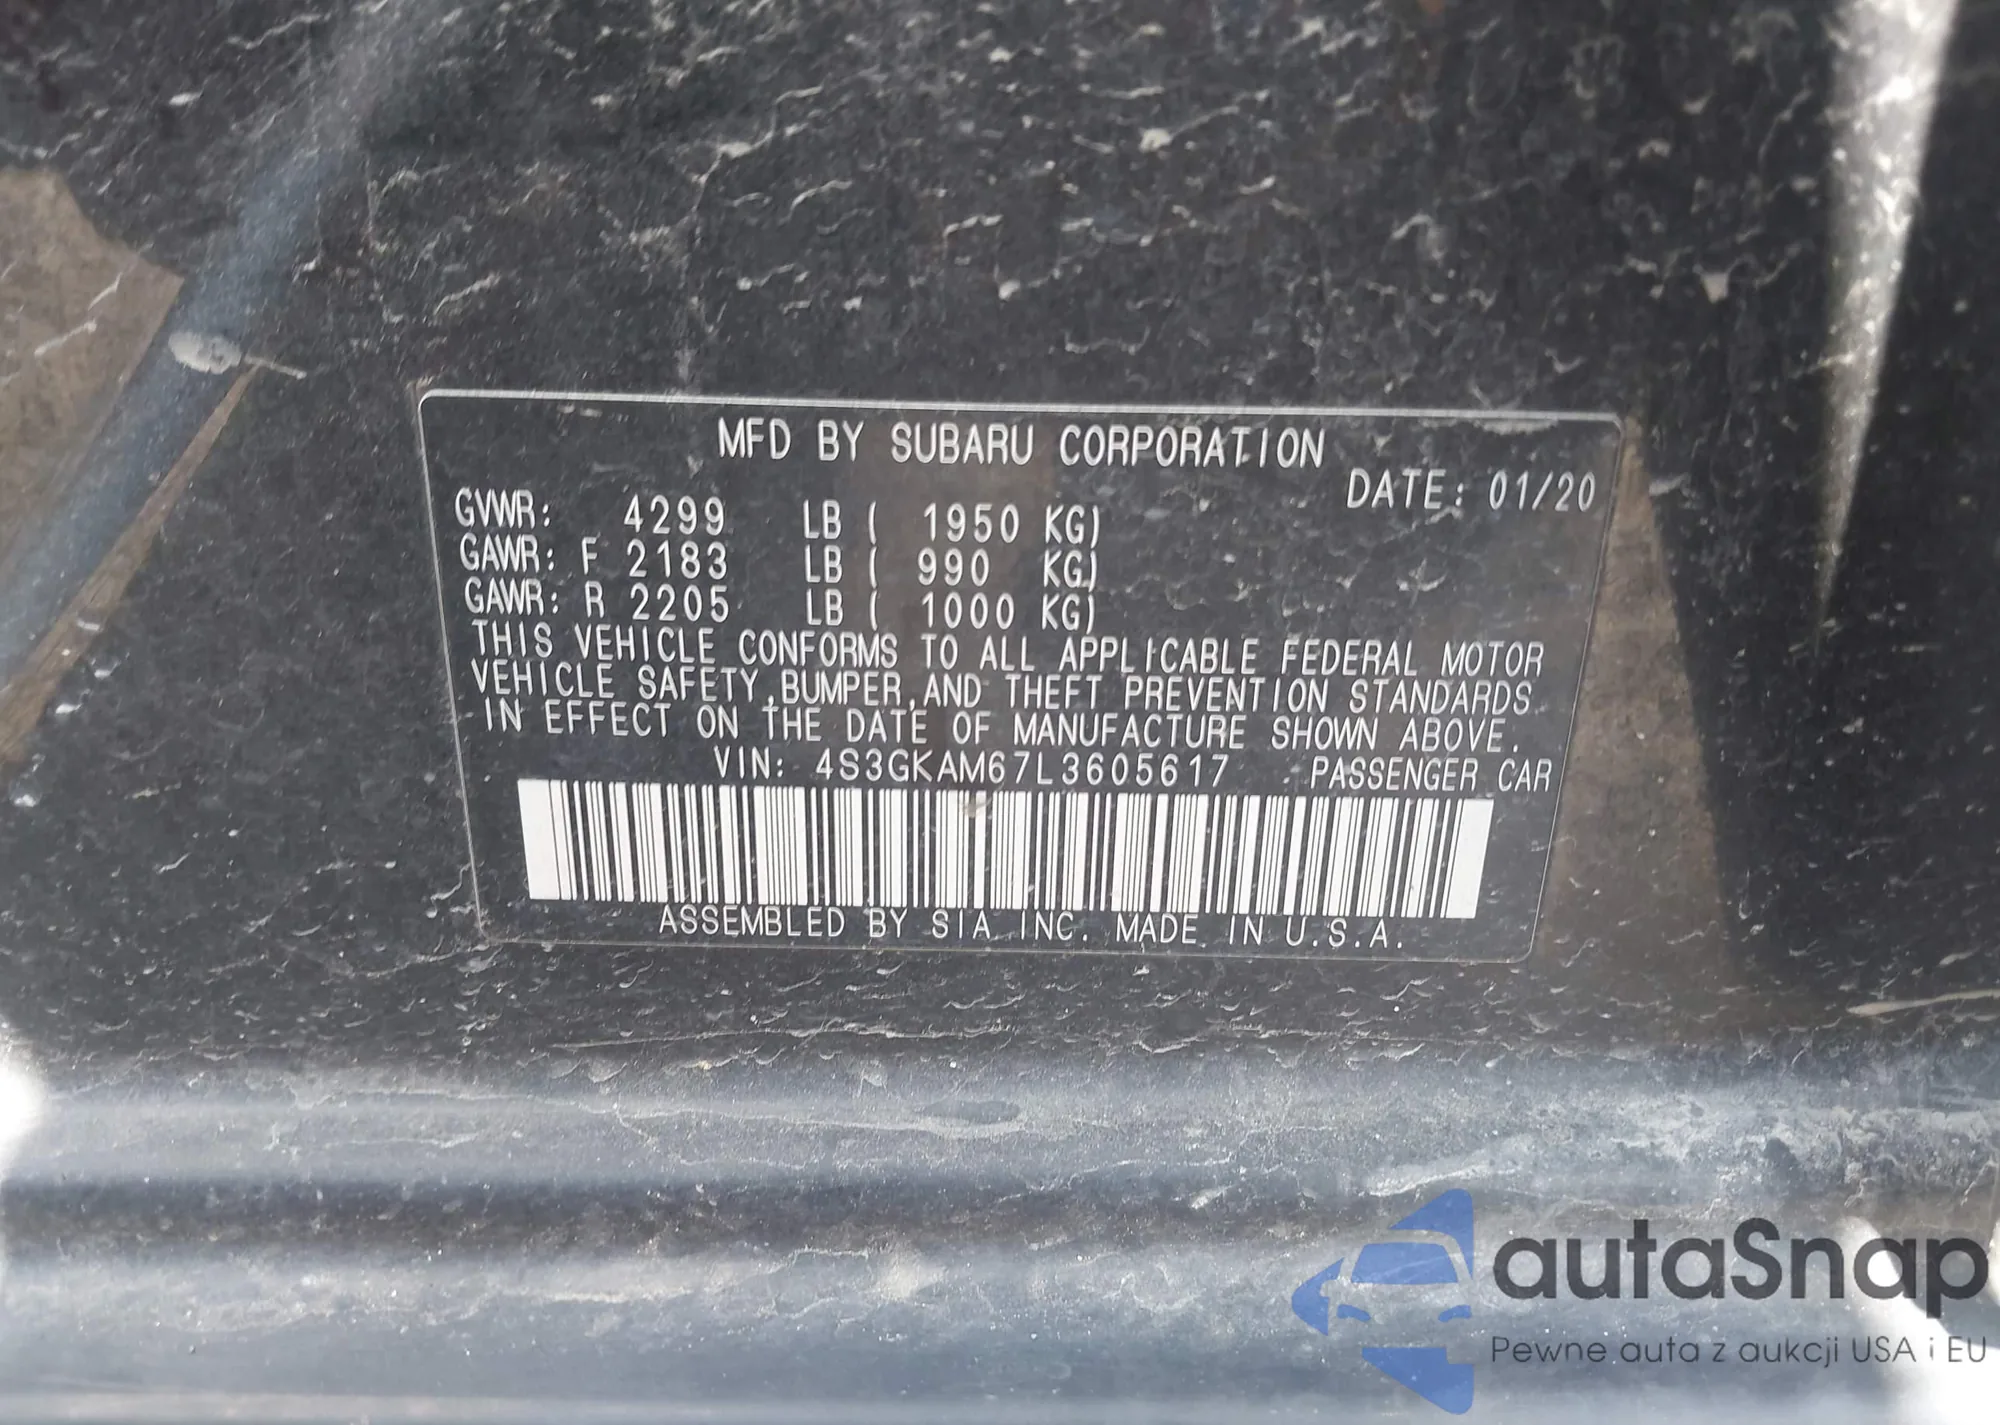 MFD BY SUBARU CORPORATION
DATE: 01/20
GVWR: 4299 LB ( 1950 KG)
GAWR: F 2183 LB ( 990 KG)
GAWR: R 2205 LB ( 1000 KG)
THIS VEHICLE CONFORMS TO ALL APPLICABLE FEDERAL MOTOR
VEHICLE SAFETY, BUMPER, AND THEFT PREVENTION STANDARDS
IN EFFECT ON THE DATE OF MANUFACTURE SHOWN ABOVE.
VIN: 4S3GKAM67L3605617 PASSENGER CAR
ASSEMBLED BY SIA INC. MADE IN U.S.A.
autaSnap
Pewne auta z aukcji USA i EU